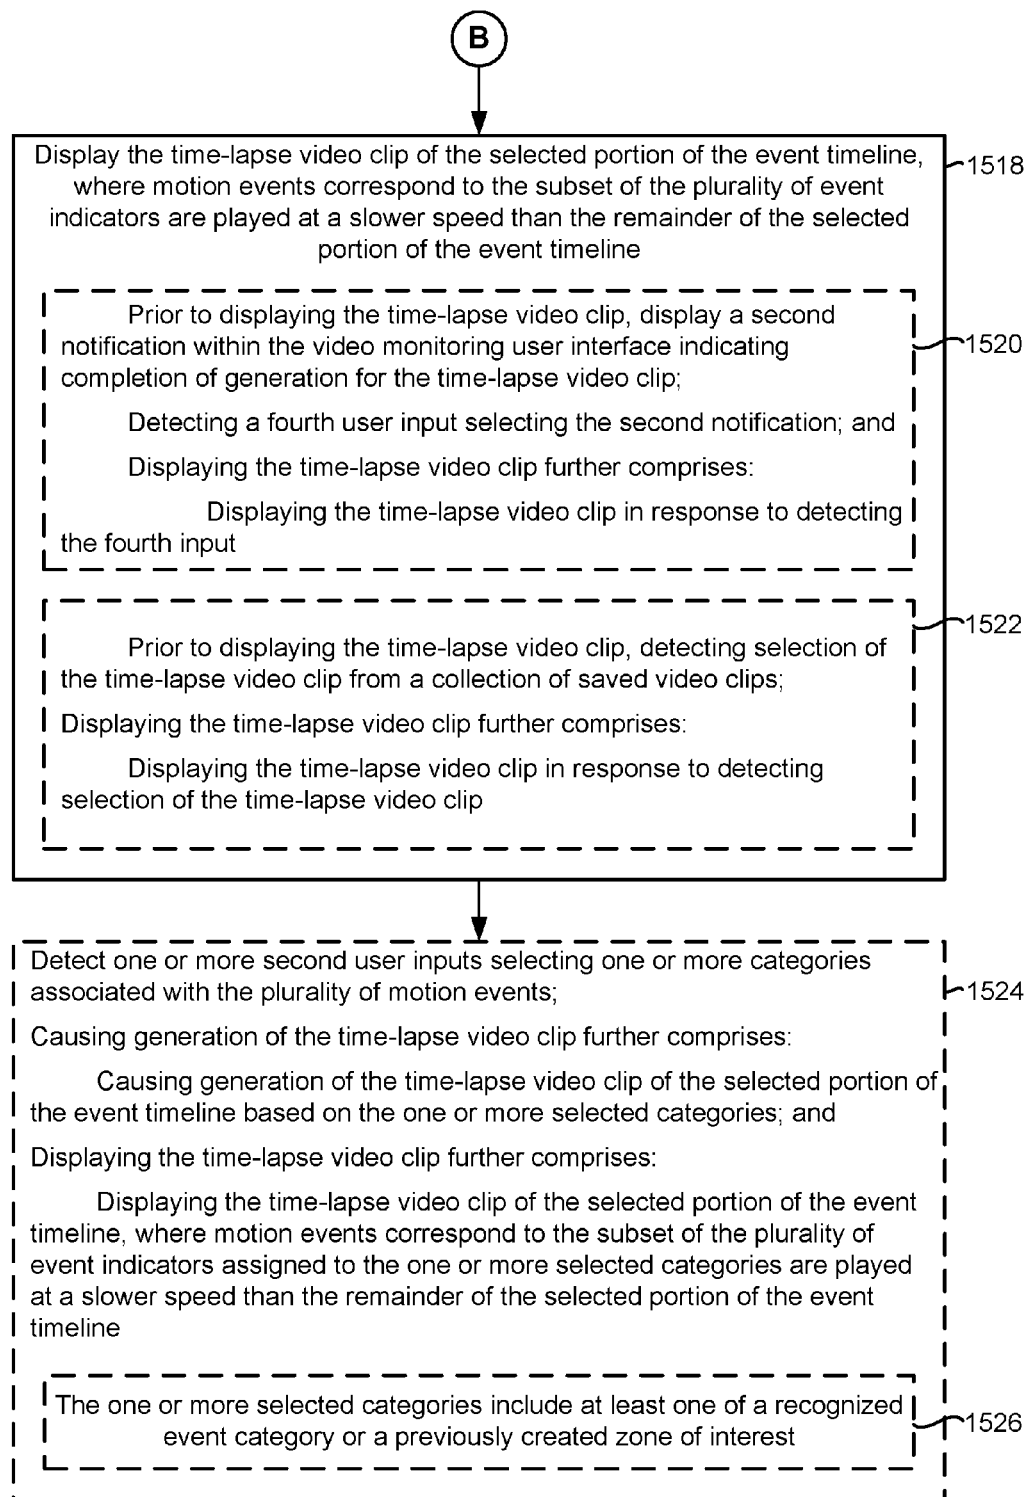 B
Display the time-lapse video clip of the selected portion of the event timeline,
where motion events correspond to the subset of the plurality of event
indicators are played at a slower speed than the remainder of the selected
portion of the event timeline
1518
Prior to displaying the time-lapse video clip, display a second
notification within the video monitoring user interface indicating
completion of generation for the time-lapse video clip;
1520
Detecting a fourth user input selecting the second notification; and
Displaying the time-lapse video clip further comprises:
Displaying the time-lapse video clip in response to detecting
the fourth input
1522
Prior to displaying the time-lapse video clip, detecting selection of
the time-lapse video clip from a collection of saved video clips;
Displaying the time-lapse video clip further comprises:
Displaying the time-lapse video clip in response to detecting
selection of the time-lapse video clip
Detect one or more second user inputs selecting one or more categories
associated with the plurality of motion events;
1524
Causing generation of the time-lapse video clip further comprises:
Causing generation of the time-lapse video clip of the selected portion of
the event timeline based on the one or more selected categories; and
Displaying the time-lapse video clip further comprises:
Displaying the time-lapse video clip of the selected portion of the event
timeline, where motion events correspond to the subset of the plurality of
event indicators assigned to the one or more selected categories are played
at a slower speed than the remainder of the selected portion of the event
timeline
The one or more selected categories include at least one of a recognized
event category or a previously created zone of interest
1526